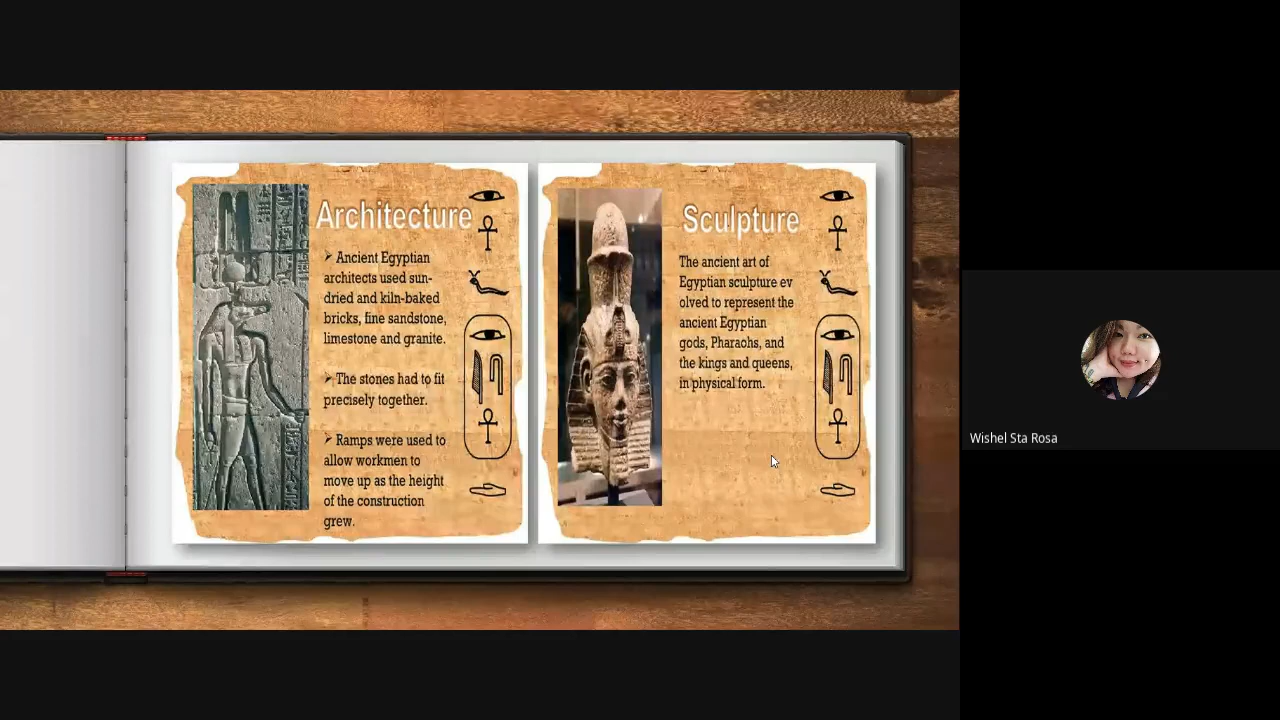 Architecture
➢ Ancient Egyptian
architects used sun-
dried and kiln-baked
bricks, fine sandstone,
limestone and granite.
➢ The stones had to fit
precisely together.
➢ Ramps were used to
allow workmen to
move up as the height
of the construction
grew.
Sculpture
The ancient art of
Egyptian sculpture ev
olved to represent the
ancient Egyptian
gods, Pharaohs, and
the kings and queens,
in physical form.
Wishel Sta Rosa